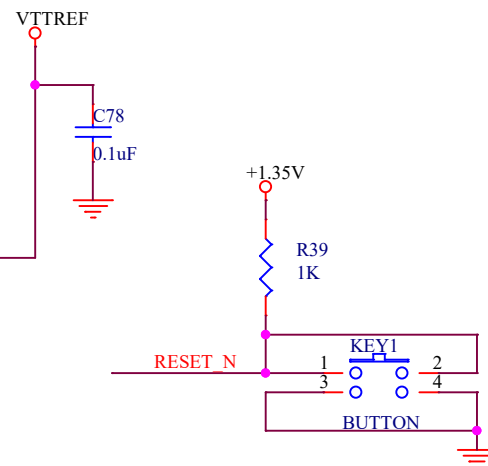 VTTREF
C78
0.1uF
+1.35V
R39
1K
KEY1
RESET_N
1
2
3
4
BUTTON